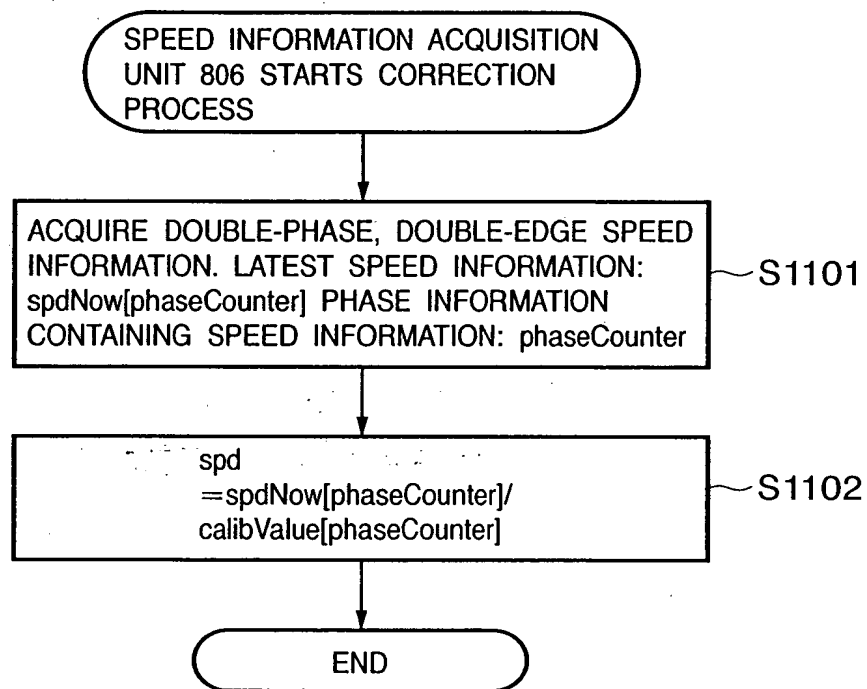 SPEED INFORMATION ACQUISITION
UNIT 806 STARTS CORRECTION
PROCESS
ACQUIRE DOUBLE-PHASE, DOUBLE-EDGE SPEED
INFORMATION. LATEST SPEED INFORMATION:
spdNow[phaseCounter] PHASE INFORMATION
CONTAINING SPEED INFORMATION: phaseCounter
S1101
spd
=spdNow[phaseCounter]/
calibValue[phaseCounter]
S1102
END